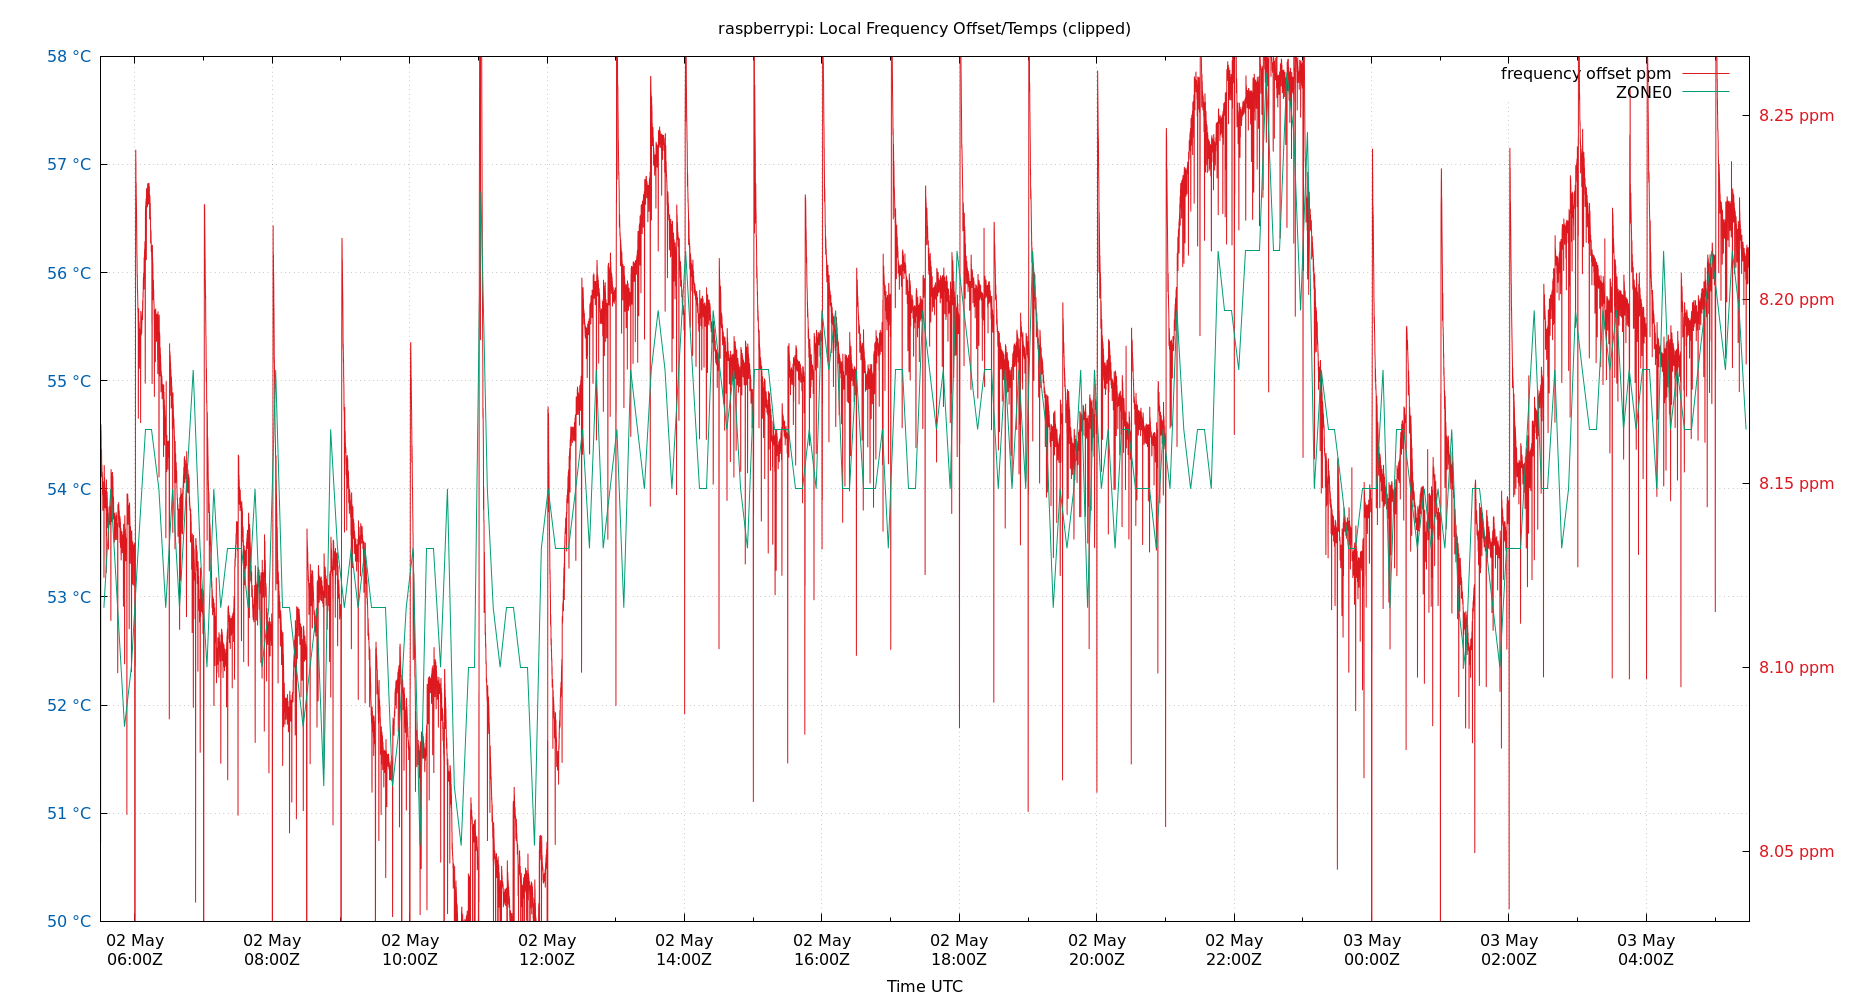 raspberrypi: Local Frequency Offset/Temps (clipped)
58 °C
57 °C
56 °C
55 °C
54 °C
53 °C
52 °C
51 °C
50 °C
frequency offset ppm
ZONE0
8.25 ppm
8.20 ppm
8.15 ppm
8.10 ppm
8.05 ppm
02 May
06:00Z
02 May
08:00Z
02 May
10:00Z
02 May
12:00Z
02 May
14:00Z
02 May
16:00Z
02 May
18:00Z
02 May
20:00Z
02 May
22:00Z
03 May
00:00Z
03 May
02:00Z
03 May
04:00Z
Time UTC